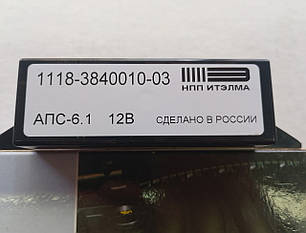 1118-3840010-03
НПП ИТЭЛМА
АПС-6.1 12В СДЕЛАНО В РОССИИ